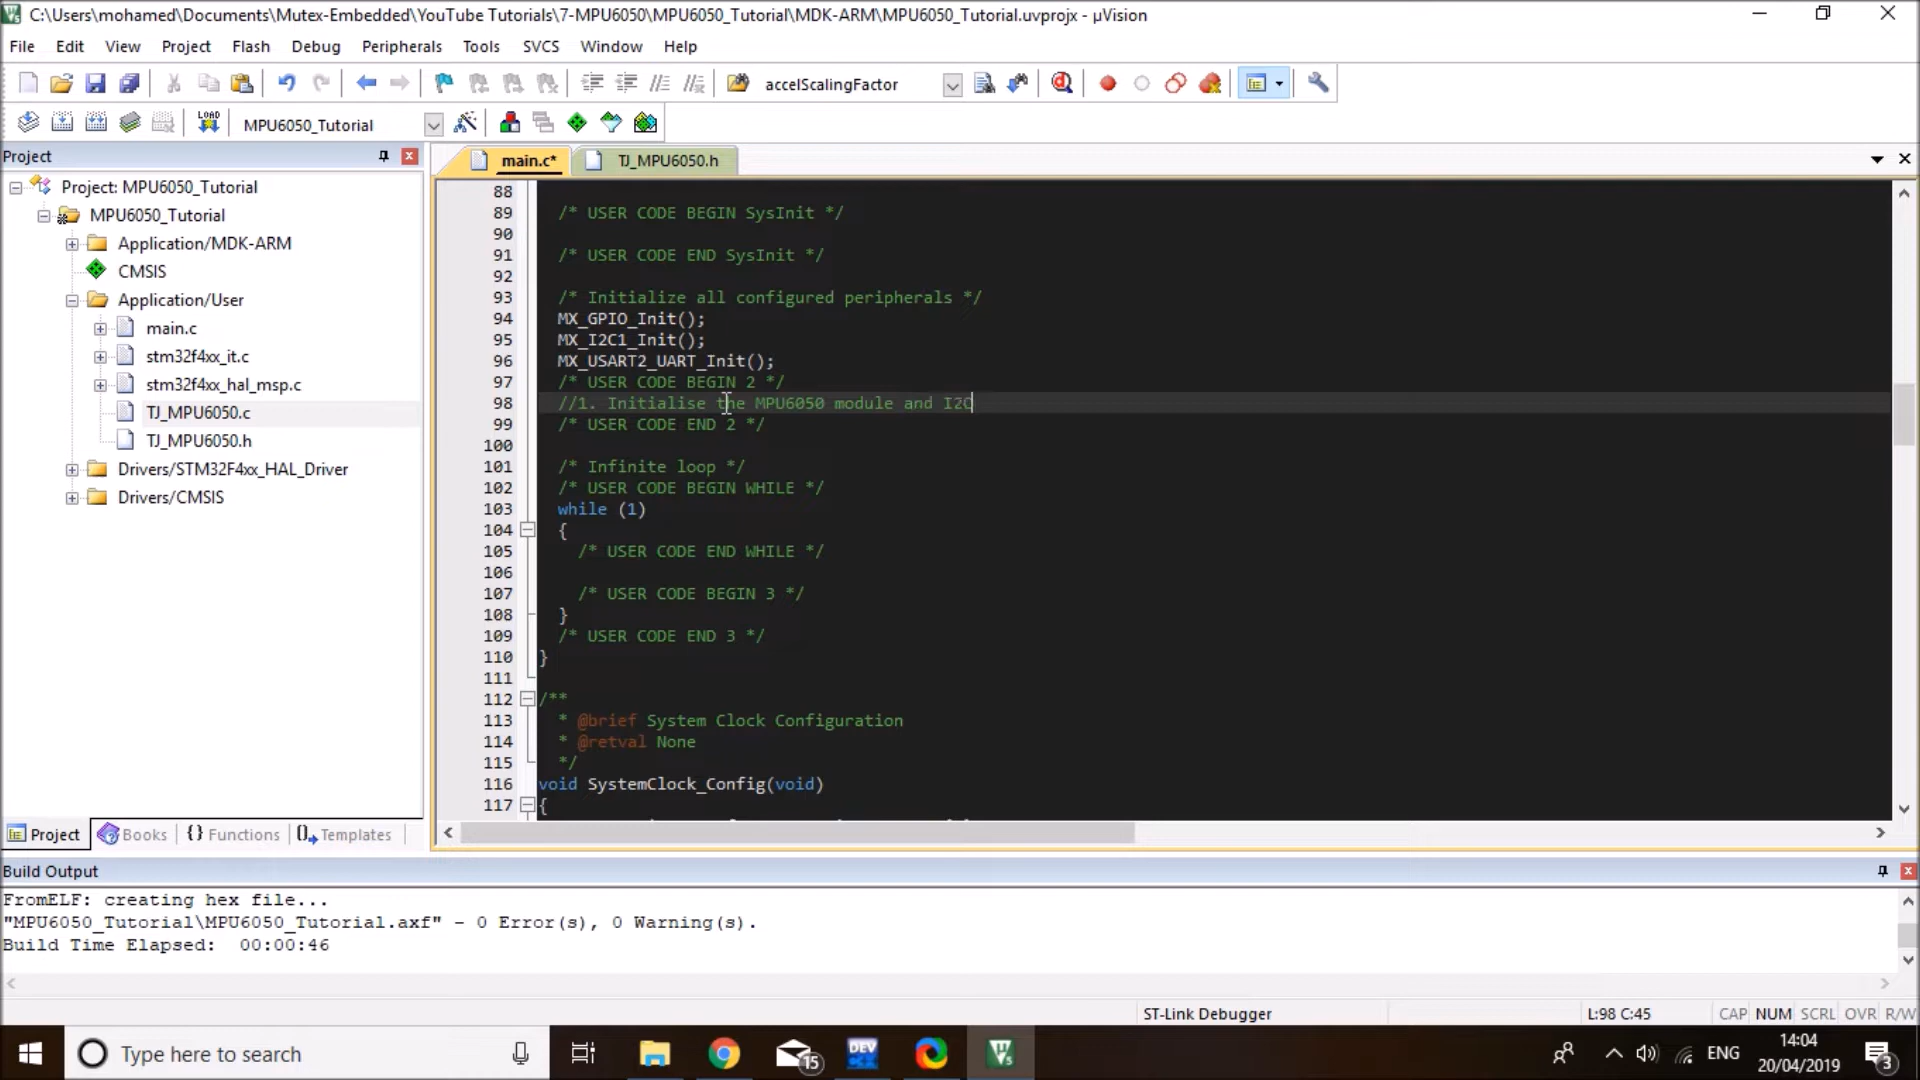 C:\Users\mohamed\Documents\Mutex-Embedded\YouTube Tutorials\7-MPU6050\MPU6050_Tutorial\MDK-ARM\MPU6050_Tutorial.uvprojx - µVision
File Edit View Project Flash Debug Peripherals Tools SVCS Window Help
accelScalingFactor
LOAD MPU6050_Tutorial
Project
main.c* TJ_MPU6050.h
Project: MPU6050_Tutorial
MPU6050_Tutorial
Application/MDK-ARM
CMSIS
Application/User
main.c
stm32f4xx_it.c
stm32f4xx_hal_msp.c
TJ_MPU6050.c
TJ_MPU6050.h
Drivers/STM32F4xx_HAL_Driver
Drivers/CMSIS
Project Books {} Functions Templates
88
89 /* USER CODE BEGIN SysInit */
90
91 /* USER CODE END SysInit */
92
93 /* Initialize all configured peripherals */
94 MX_GPIO_Init();
95 MX_I2C1_Init();
96 MX_USART2_UART_Init();
97 /* USER CODE BEGIN 2 */
98 //1. Initialise the MPU6050 module and I2C
99 /* USER CODE END 2 */
100
101 /* Infinite loop */
102 /* USER CODE BEGIN WHILE */
103 while (1)
104 {
105 /* USER CODE END WHILE */
106
107 /* USER CODE BEGIN 3 */
108 }
109 /* USER CODE END 3 */
110 }
111
112 /**
113 * @brief System Clock Configuration
114 * @retval None
115 */
116 void SystemClock_Config(void)
117 {
Build Output
FromELF: creating hex file...
"MPU6050_Tutorial\MPU6050_Tutorial.axf" - 0 Error(s), 0 Warning(s).
Build Time Elapsed:  00:00:46
ST-Link Debugger L:98 C:45 CAP NUM SCRL OVR R/W
Type here to search
15
DEV
ENG
14:04
20/04/2019
3